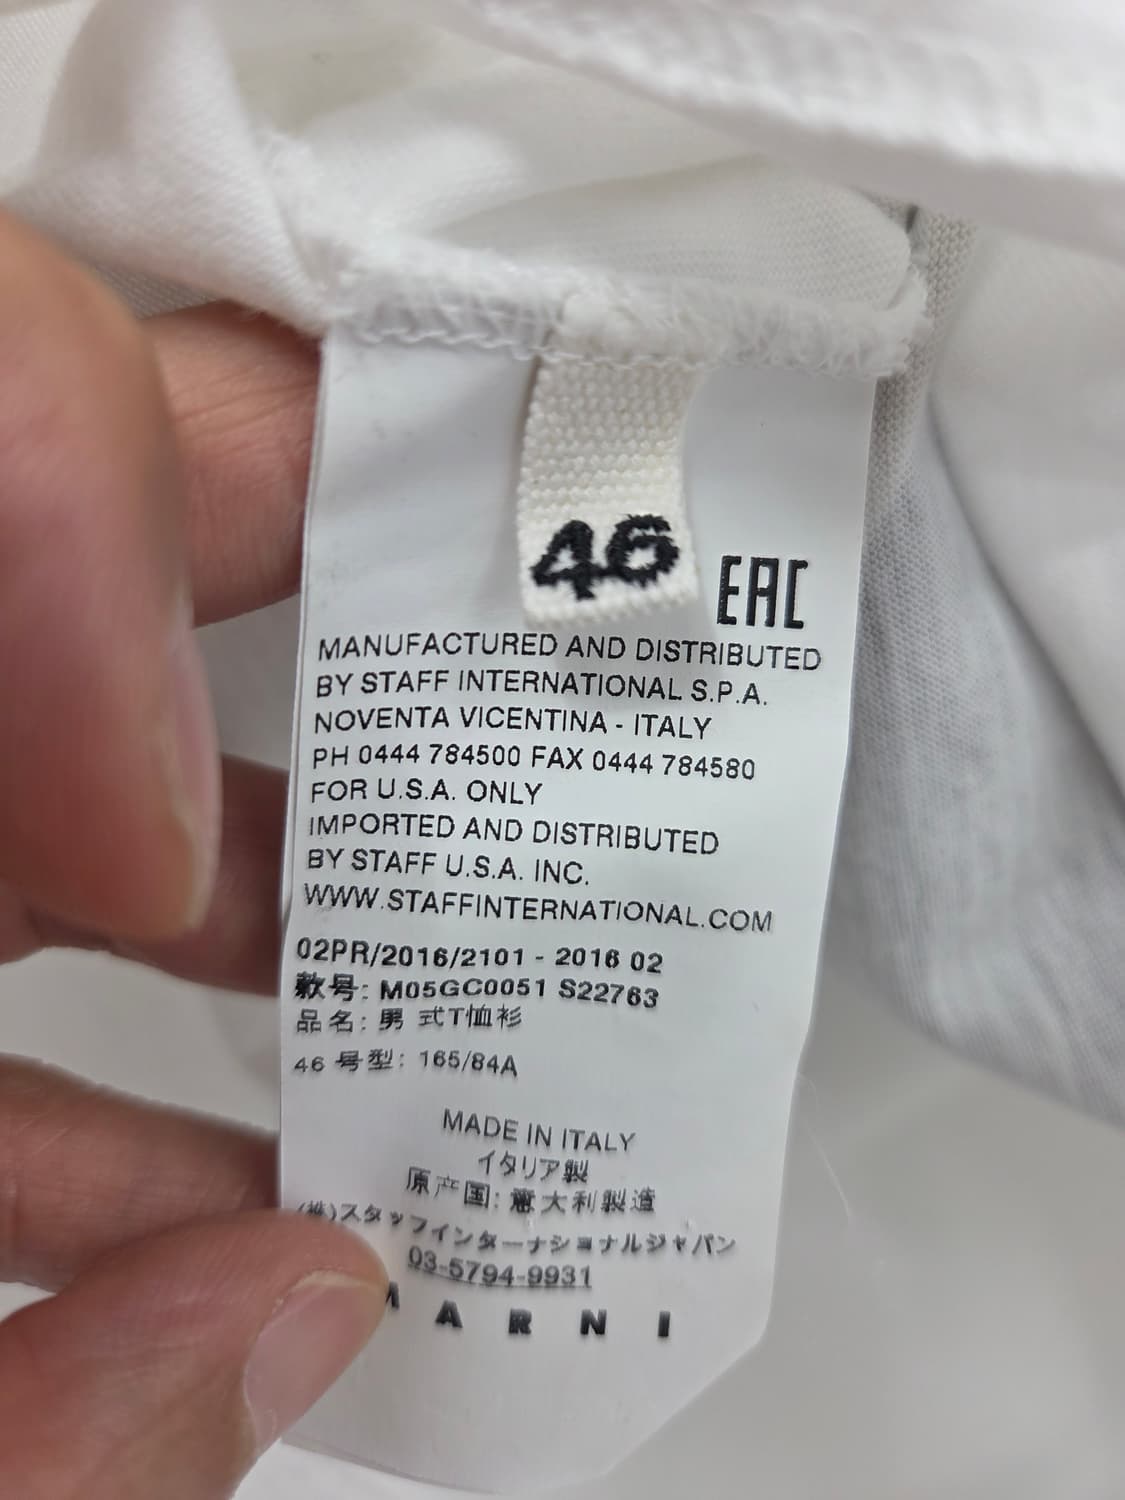 46
EAC
MANUFACTURED AND DISTRIBUTED
BY STAFF INTERNATIONAL S.P.A.
NOVENTA VICENTINA - ITALY
PH 0444 784500 FAX 0444 784580
FOR U.S.A. ONLY
IMPORTED AND DISTRIBUTED
BY STAFF U.S.A. INC.
WWW.STAFFINTERNATIONAL.COM
02PR/2016/2101 - 2016 02
款号: M05GC0051 S22763
品名: 男 式T恤衫
46 号型: 165/84A
MADE IN ITALY
イタリア製
原产国: 意大利製造
(株)スタッフインターナショナルジャパン
03-5794-9931
MARNI